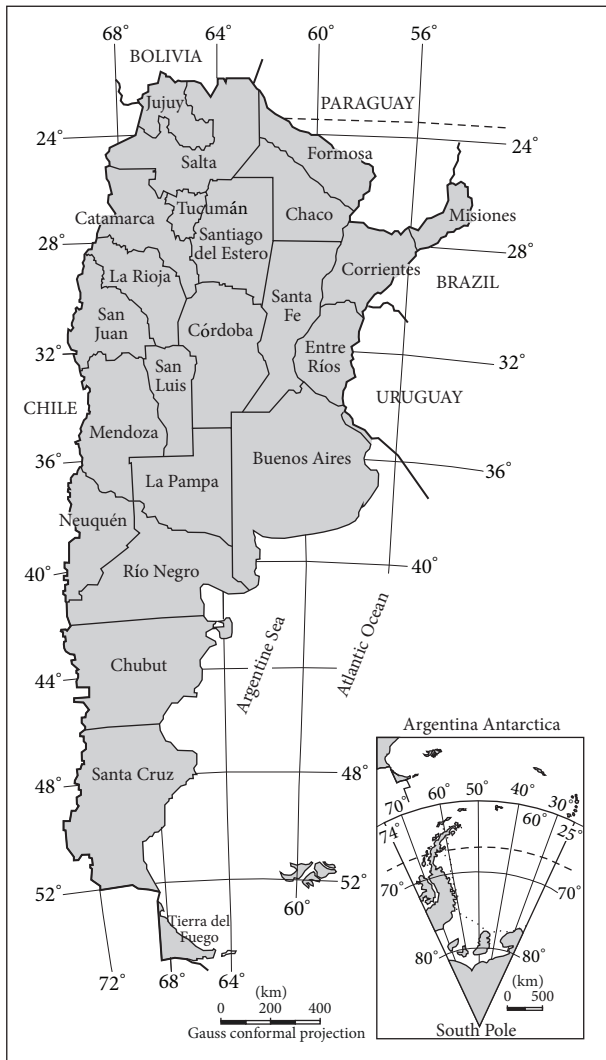 68° 64° 60° 56°
BOLIVIA
Jujuy
PARAGUAY
24° 24°
Formosa
Salta
Tucumán
Catamarca
Chaco
Misiones
Santiago
del Estero
28° 28°
Corrientes
La Rioja
BRAZIL
Santa
Fe
San
Juan
Córdoba
Entre
Ríos
32° 32°
San
Luis
CHILE
URUGUAY
Mendoza
Buenos Aires
36° 36°
La Pampa
Neuquén
40° 40°
Río Negro
Argentine Sea
Atlantic Ocean
Chubut
44°
Argentina Antarctica
Santa Cruz
48° 48°
70° 60° 50° 40° 30°
74° 60° 25°
52° 52°
60°
70° 70°
Tierra del
Fuego
80° 80°
72° 68° 64°
(km)
0 200 400
Gauss conformal projection
(km)
0 500
South Pole